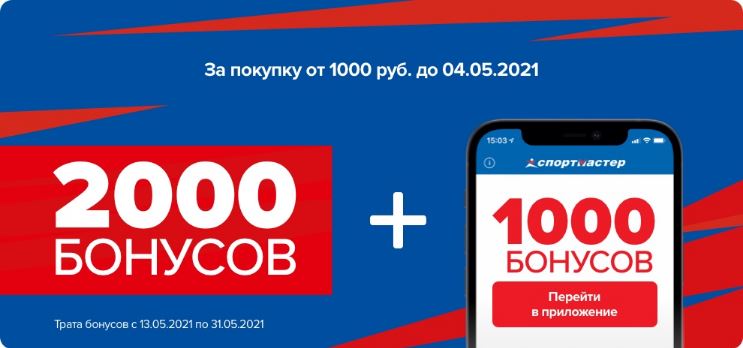 За покупку от 1000 руб. до 04.05.2021
2000
БОНУСОВ
+
15:03
СПОРТМАСТЕР
1000
БОНУСОВ
Перейти
в приложение
Трата бонусов с 13.05.2021 по 31.05.2021